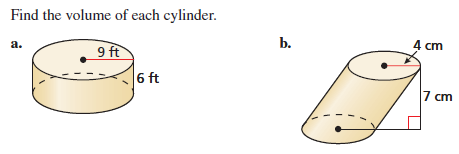 Find the volume of each cylinder.
a.
9 ft
6 ft
b.
4 cm
7 cm